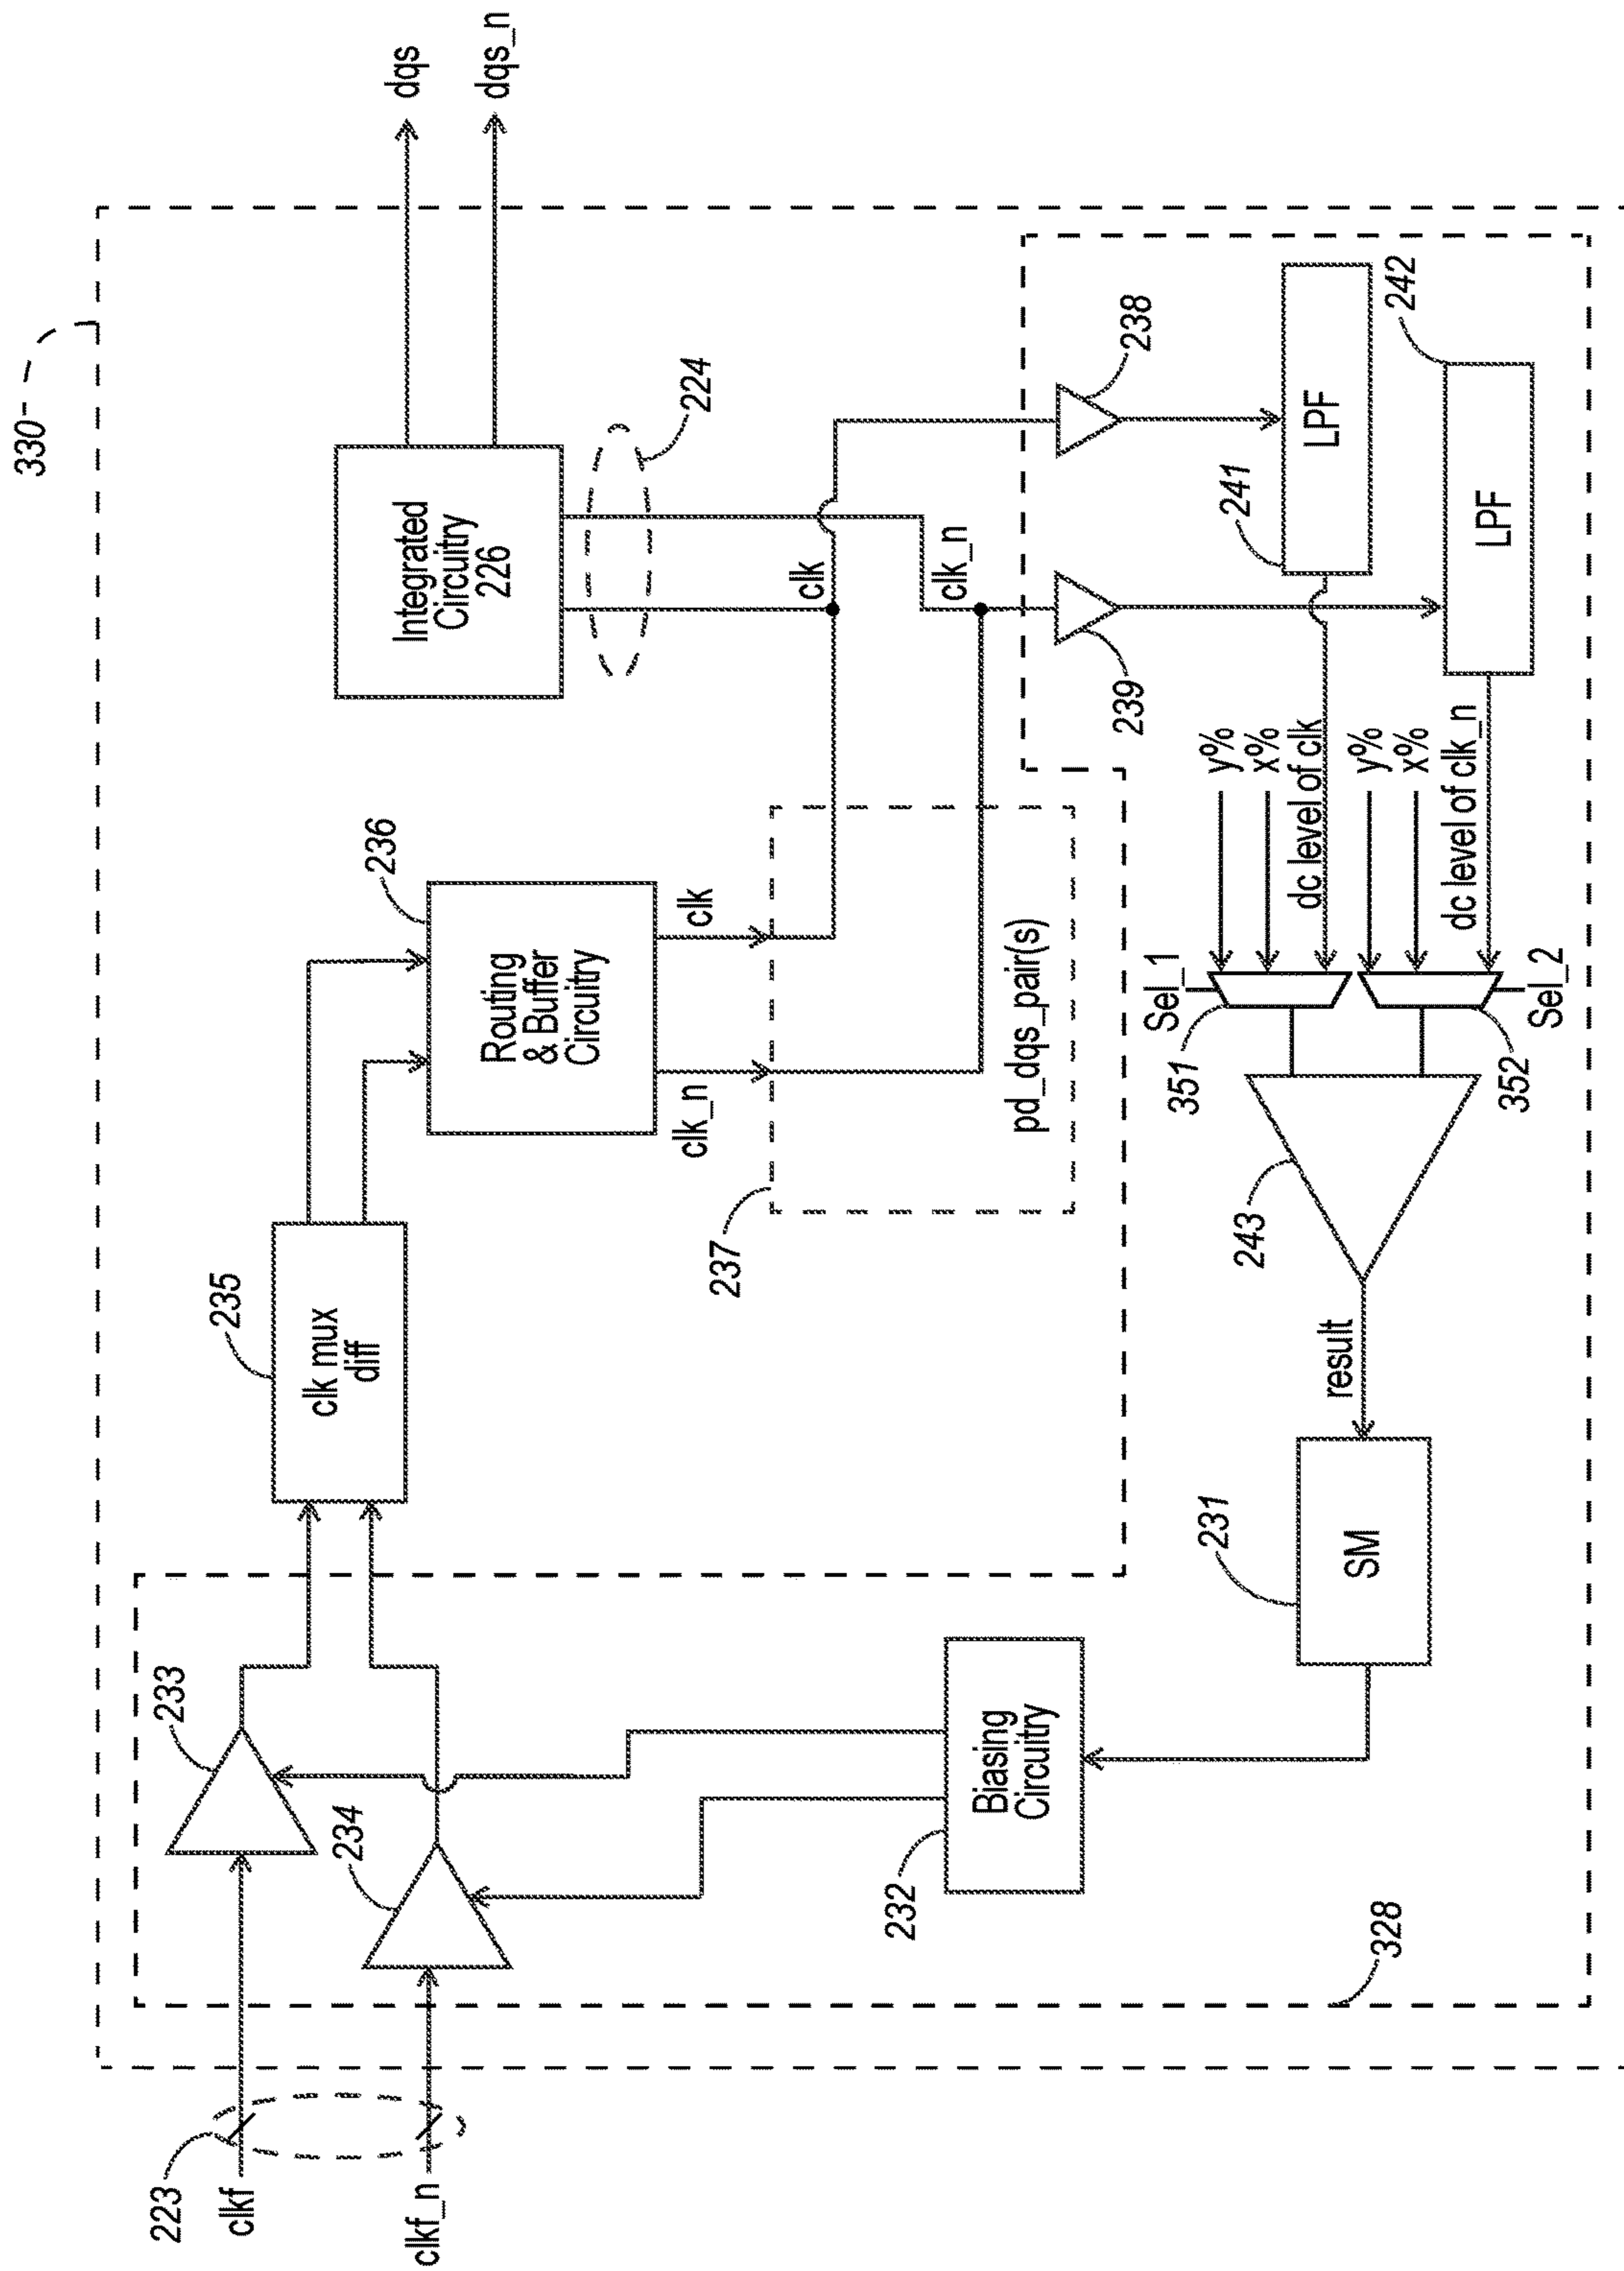 330
223
clkf
clkf_n
233
234
235
clk mux
diff
236
Routing
& Buffer
Circuitry
clk
clk_n
237
pd_dqs_pair(s)
Integrated
Circuitry
226
dqs
dqs_n
224
clk
clk_n
238
239
241
LPF
242
LPF
y%
x%
dc level of clk
y%
x%
dc level of clk_n
Sel_1
351
Sel_2
352
243
result
231
SM
232
Biasing
Circuitry
328